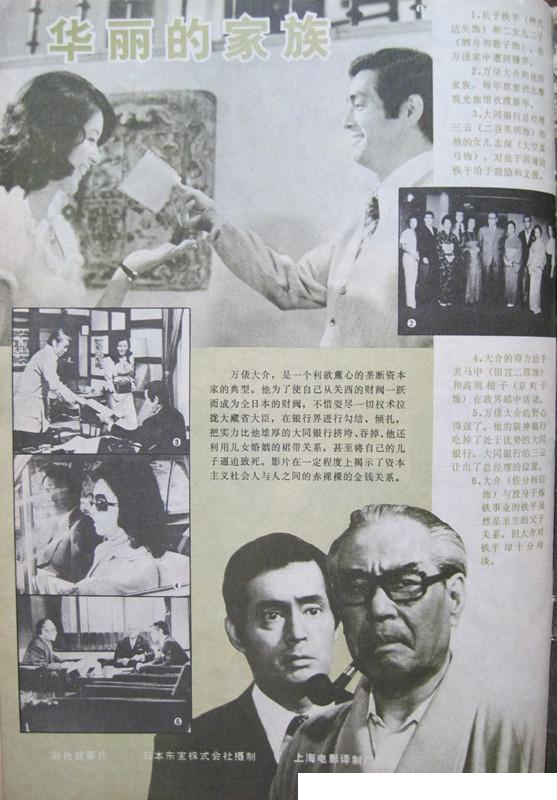 华丽的家族
1.长子铁平（仲代
达矢饰）和二女儿二子
（酒井和歌子饰），在
万俵家中遭到嫌弃。
2.万俵大介和他的
家族，每年都要到志摩
观光旅馆欢渡新年。
3.大同银行总经理
三云（二谷英明饰）和
他的女儿志保（大空真
弓饰），对处于困境的
铁平给予鼓励和支援。
2
万俵大介，是一个利欲薰心的垄断资本
家的典型。他为了使自己从关西的财阀一跃
而成为全日本的财阀，不惜耍尽一切权术拉
拢大藏省大臣，在银行界进行勾结、倾扎，
把实力比他雄厚的大同银行挤垮、吞掉。他还
利用儿女婚姻的裙带关系，甚至将自己的儿
子逼迫致死。影片在一定程度上揭示了资本
主义社会人与人之间的赤裸裸的金钱关系。
4.大介的得力助手
美马中（田宫二郎饰）
和高须相子（京町子
饰）在政界暗中活动。
5.万俵大介的野心
得逞了。他的阪神银行
吃掉了处于优势的大同
银行，大同银行的三云
让出了总经理的位置。
6.大介（佐分利信
饰）与投身于炼
铁事业的铁平虽
然是亲生的父子
关系，但大介对
铁平却十分冷
淡。
3
4
5
彩色故事片
日本东宝株式会社摄制
上海电影译制